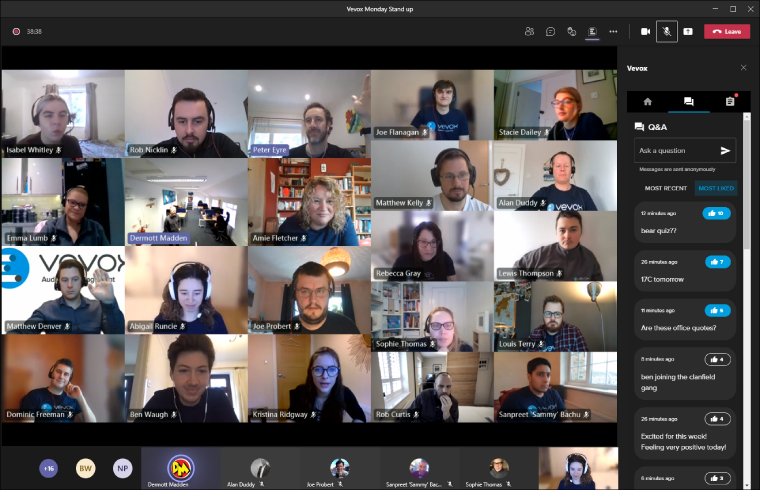 Vevox Monday Stand up
38:38
Leave
Vevox
Isabel Whitley
Rob Nicklin
Peter Eyre
Joe Flanagan
VEVOX
Stacie Dailey
Q&A
Ask a question
Messages are sent anonymously
MOST RECENT
MOST LIKED
Emma Lumb
Dermott Madden
Amie Fletcher
Matthew Kelly
Alan Duddy
VEVOX
12 minutes ago
10
bear quiz??
Rebecca Gray
Lewis Thompson
26 minutes ago
7
17C tomorrow
VEVOX
Matthew Denver
Abigail Runcie
Joe Probert
Sophie Thomas
Louis Terry
11 minutes ago
5
Are these office quotes?
8 minutes ago
4
ben joining the clanfield
gang
Dominic Freeman
Ben Waugh
Kristina Ridgway
Rob Curtis
Sanpreet 'Sammy' Bachu
26 minutes ago
4
Excited for this week!
Feeling very positive today!
6 minutes ago
3
+16
BW
NP
DM
Dermott Madden
Alan Duddy
Joe Probert
Sanpreet 'Sammy' Bac...
Sophie Thomas